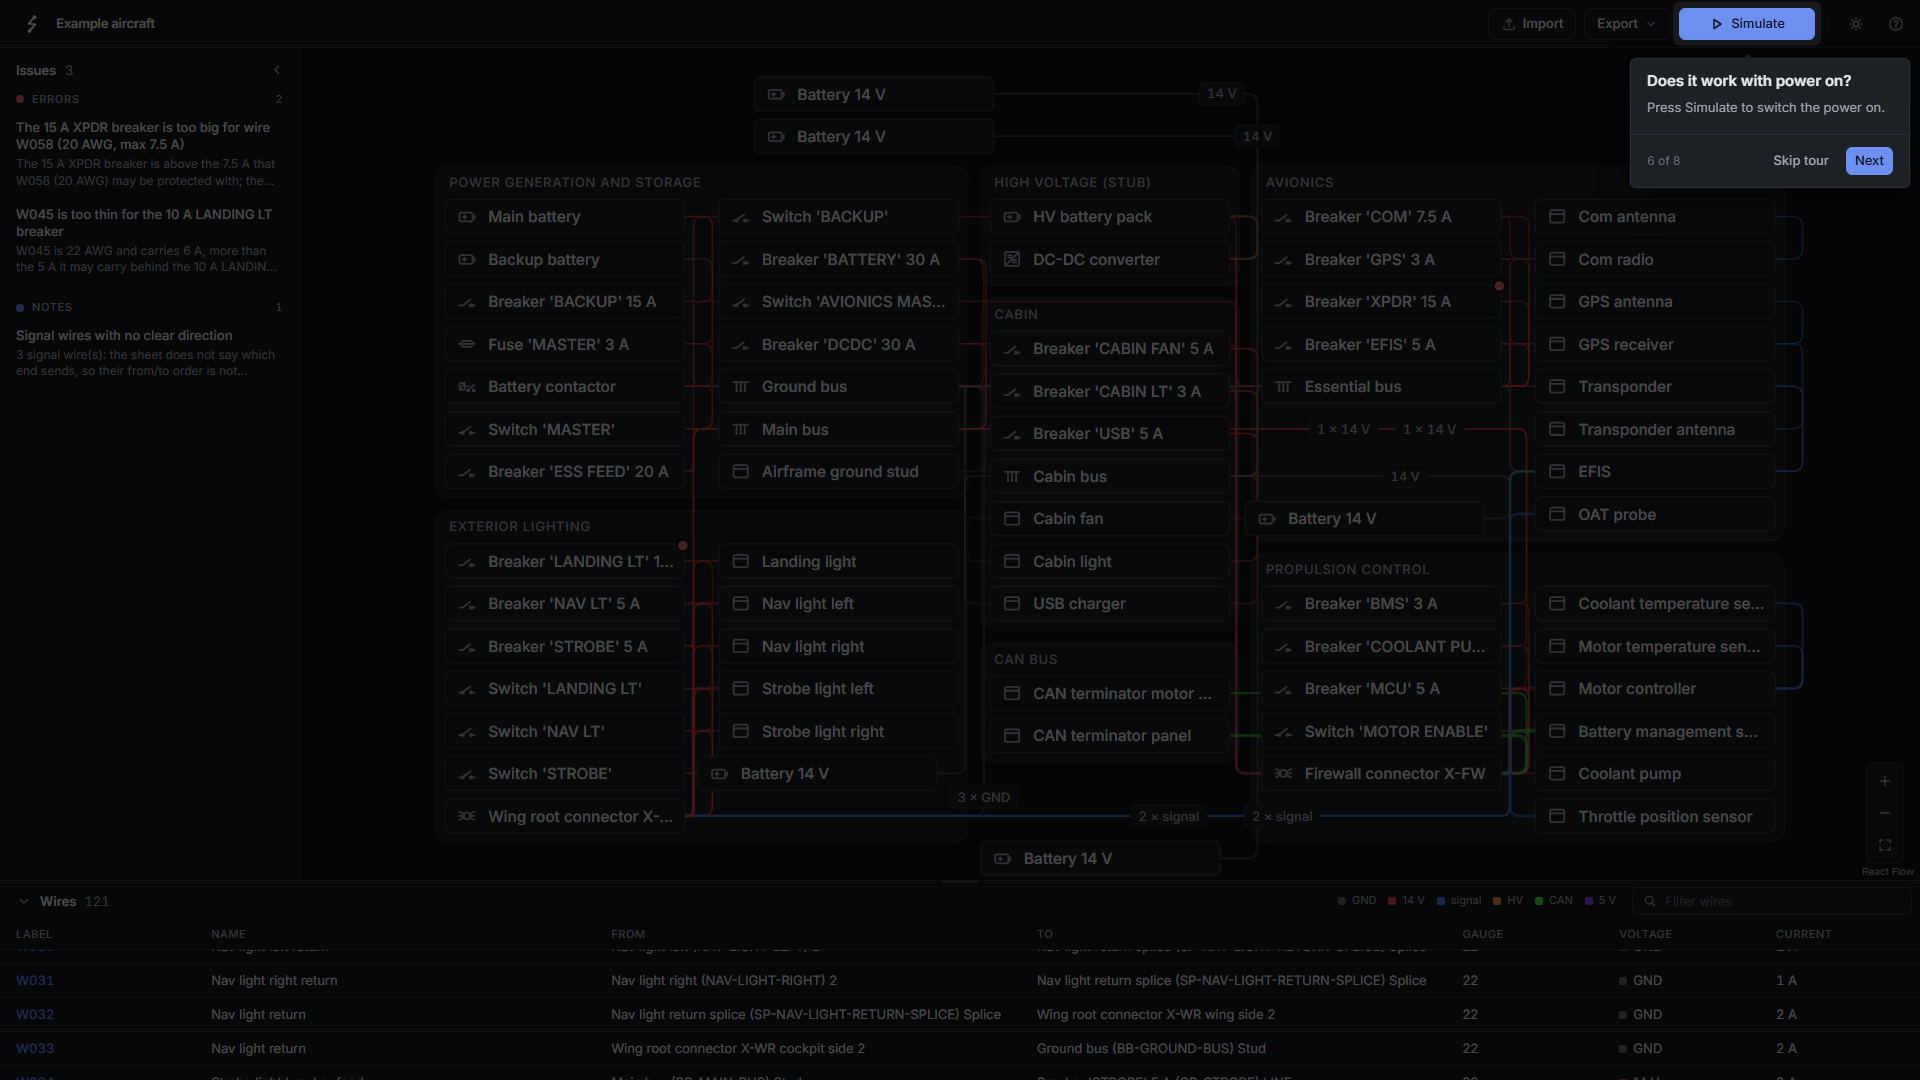 Example aircraft
Import
Export
Simulate
Issues 3
ERRORS 2
The 15 A XPDR breaker is too big for wire
W058 (20 AWG, max 7.5 A)
The 15 A XPDR breaker is above the 7.5 A that
W058 (20 AWG) may be protected with; the...
W045 is too thin for the 10 A LANDING LT
breaker
W045 is 22 AWG and carries 6 A, more than
the 5 A it may carry behind the 10 A LANDIN...
NOTES 1
Signal wires with no clear direction
3 signal wire(s): the sheet does not say which
end sends, so their from/to order is not...
Does it work with power on?
Press Simulate to switch the power on.
6 of 8
Skip tour
Next
Battery 14 V
14 V
Battery 14 V
14 V
POWER GENERATION AND STORAGE
Main battery
Backup battery
Breaker 'BACKUP' 15 A
Fuse 'MASTER' 3 A
Battery contactor
Switch 'MASTER'
Breaker 'ESS FEED' 20 A
Switch 'BACKUP'
Breaker 'BATTERY' 30 A
Switch 'AVIONICS MAS...
Breaker 'DCDC' 30 A
Ground bus
Main bus
Airframe ground stud
HIGH VOLTAGE (STUB)
HV battery pack
DC-DC converter
CABIN
Breaker 'CABIN FAN' 5 A
Breaker 'CABIN LT' 3 A
Breaker 'USB' 5 A
Cabin bus
Cabin fan
Cabin light
USB charger
AVIONICS
Breaker 'COM' 7.5 A
Breaker 'GPS' 3 A
Breaker 'XPDR' 15 A
Breaker 'EFIS' 5 A
Essential bus
1 × 14 V
1 × 14 V
14 V
Battery 14 V
Com antenna
Com radio
GPS antenna
GPS receiver
Transponder
Transponder antenna
EFIS
OAT probe
EXTERIOR LIGHTING
Breaker 'LANDING LT' 1...
Breaker 'NAV LT' 5 A
Breaker 'STROBE' 5 A
Switch 'LANDING LT'
Switch 'NAV LT'
Switch 'STROBE'
Wing root connector X-...
Landing light
Nav light left
Nav light right
Strobe light left
Strobe light right
Battery 14 V
CAN BUS
CAN terminator motor ...
CAN terminator panel
3 × GND
2 × signal
2 × signal
Battery 14 V
PROPULSION CONTROL
Breaker 'BMS' 3 A
Breaker 'COOLANT PU...
Breaker 'MCU' 5 A
Switch 'MOTOR ENABLE'
Firewall connector X-FW
Coolant temperature se...
Motor temperature sen...
Motor controller
Battery management s...
Coolant pump
Throttle position sensor
React Flow
Wires 121
GND 14 V signal HV CAN 5 V
Filter wires
LABEL NAME FROM TO GAUGE VOLTAGE CURRENT
W031 Nav light right return Nav light right (NAV-LIGHT-RIGHT) 2 Nav light return splice (SP-NAV-LIGHT-RETURN-SPLICE) Splice 22 GND 1 A
W032 Nav light return Nav light return splice (SP-NAV-LIGHT-RETURN-SPLICE) Splice Wing root connector X-WR wing side 2 22 GND 2 A
W033 Nav light return Wing root connector X-WR cockpit side 2 Ground bus (BB-GROUND-BUS) Stud 22 GND 2 A